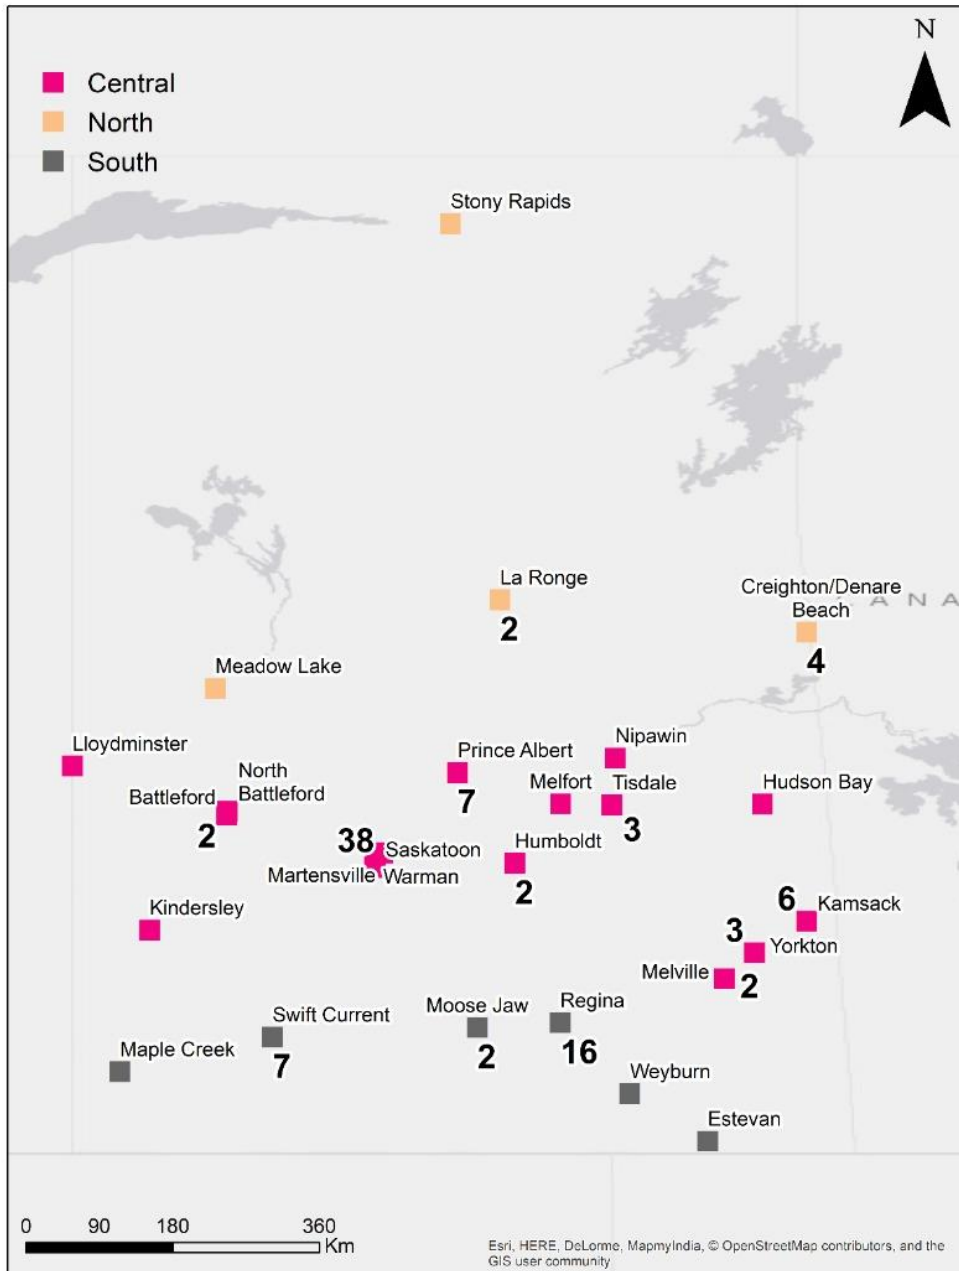 N
Central
North
South
Stony Rapids
La Ronge
2
Creighton/Denare
Beach
ANA
4
Meadow Lake
Lloydminster
Nipawin
Prince Albert
7
Melfort
Tisdale
3
Hudson Bay
North
Battleford
Battleford
2
38
Saskatoon
Martensville
Warman
Humboldt
2
Kindersley
6
Kamsack
3
Yorkton
Melville
2
Swift Current
7
Moose Jaw
2
Regina
16
Maple Creek
Weyburn
Estevan
0 90 180 360
Km
Esri, HERE, DeLorme, MapmyIndia, © OpenStreetMap contributors, and the
GIS user community